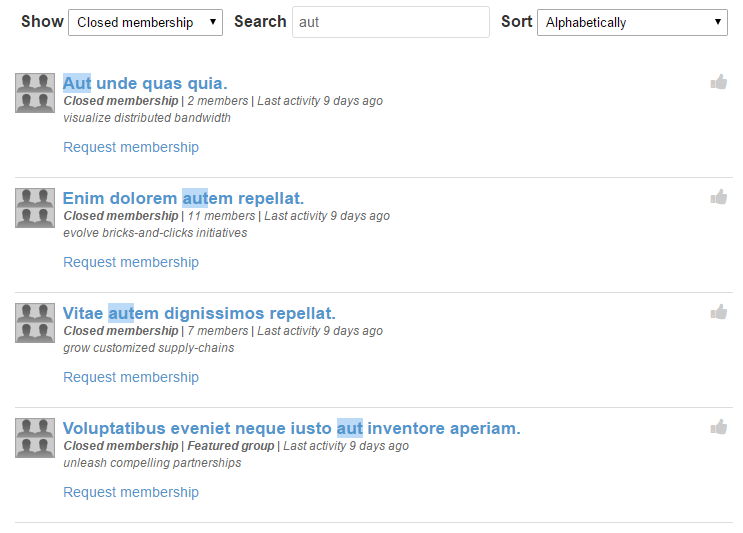 Show Closed membership Search aut Sort Alphabetically
Aut unde quas quia.
Closed membership | 2 members | Last activity 9 days ago
visualize distributed bandwidth
Request membership
Enim dolorem autem repellat.
Closed membership | 11 members | Last activity 9 days ago
evolve bricks-and-clicks initiatives
Request membership
Vitae autem dignissimos repellat.
Closed membership | 7 members | Last activity 9 days ago
grow customized supply-chains
Request membership
Voluptatibus eveniet neque iusto aut inventore aperiam.
Closed membership | Featured group | Last activity 9 days ago
unleash compelling partnerships
Request membership